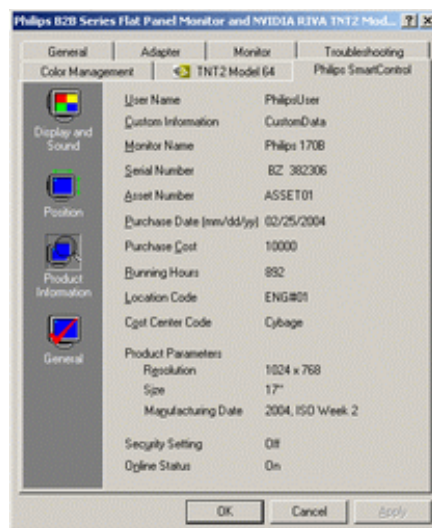 Philips B2B Series Flat Panel Monitor and NVIDIA RIVA TNT2 Mod...
General Adapter Monitor Troubleshooting
Color Management TNT2 Model 64 Philips SmartControl
Display and Sound
Position
Product Information
General
User Name PhilipsUser
Custom Information CustomData
Monitor Name Philips 170B
Serial Number BZ 382306
Asset Number ASSET01
Purchase Date (mm/dd/yy) 02/25/2004
Purchase Cost 10000
Running Hours 892
Location Code ENG#01
Cost Center Code Cybage
Product Parameters
Resolution 1024 x 768
Size 17"
Manufacturing Date 2004, ISO Week 2
Security Setting Off
Online Status On
OK Cancel Apply